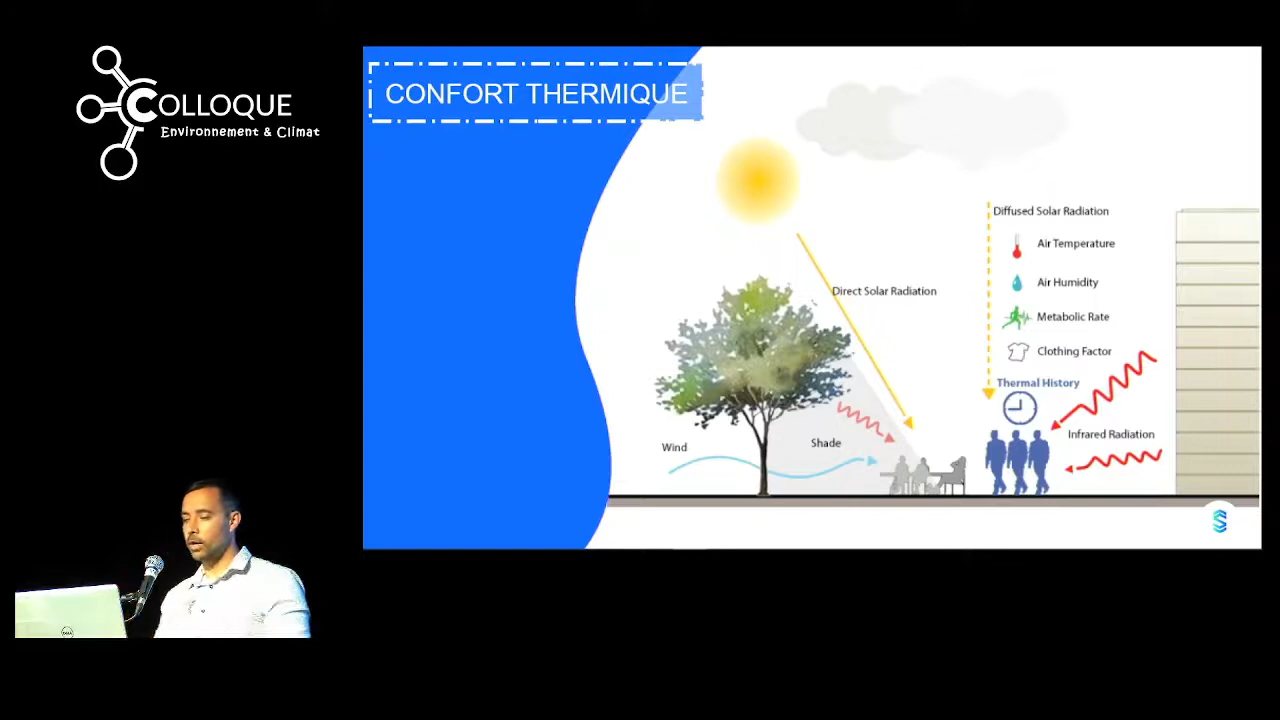 COLLOQUE
Environnement & Climat
CONFORT THERMIQUE
Diffused Solar Radiation
Air Temperature
Direct Solar Radiation
Air Humidity
Metabolic Rate
Clothing Factor
Thermal History
Wind
Shade
Infrared Radiation
DELL